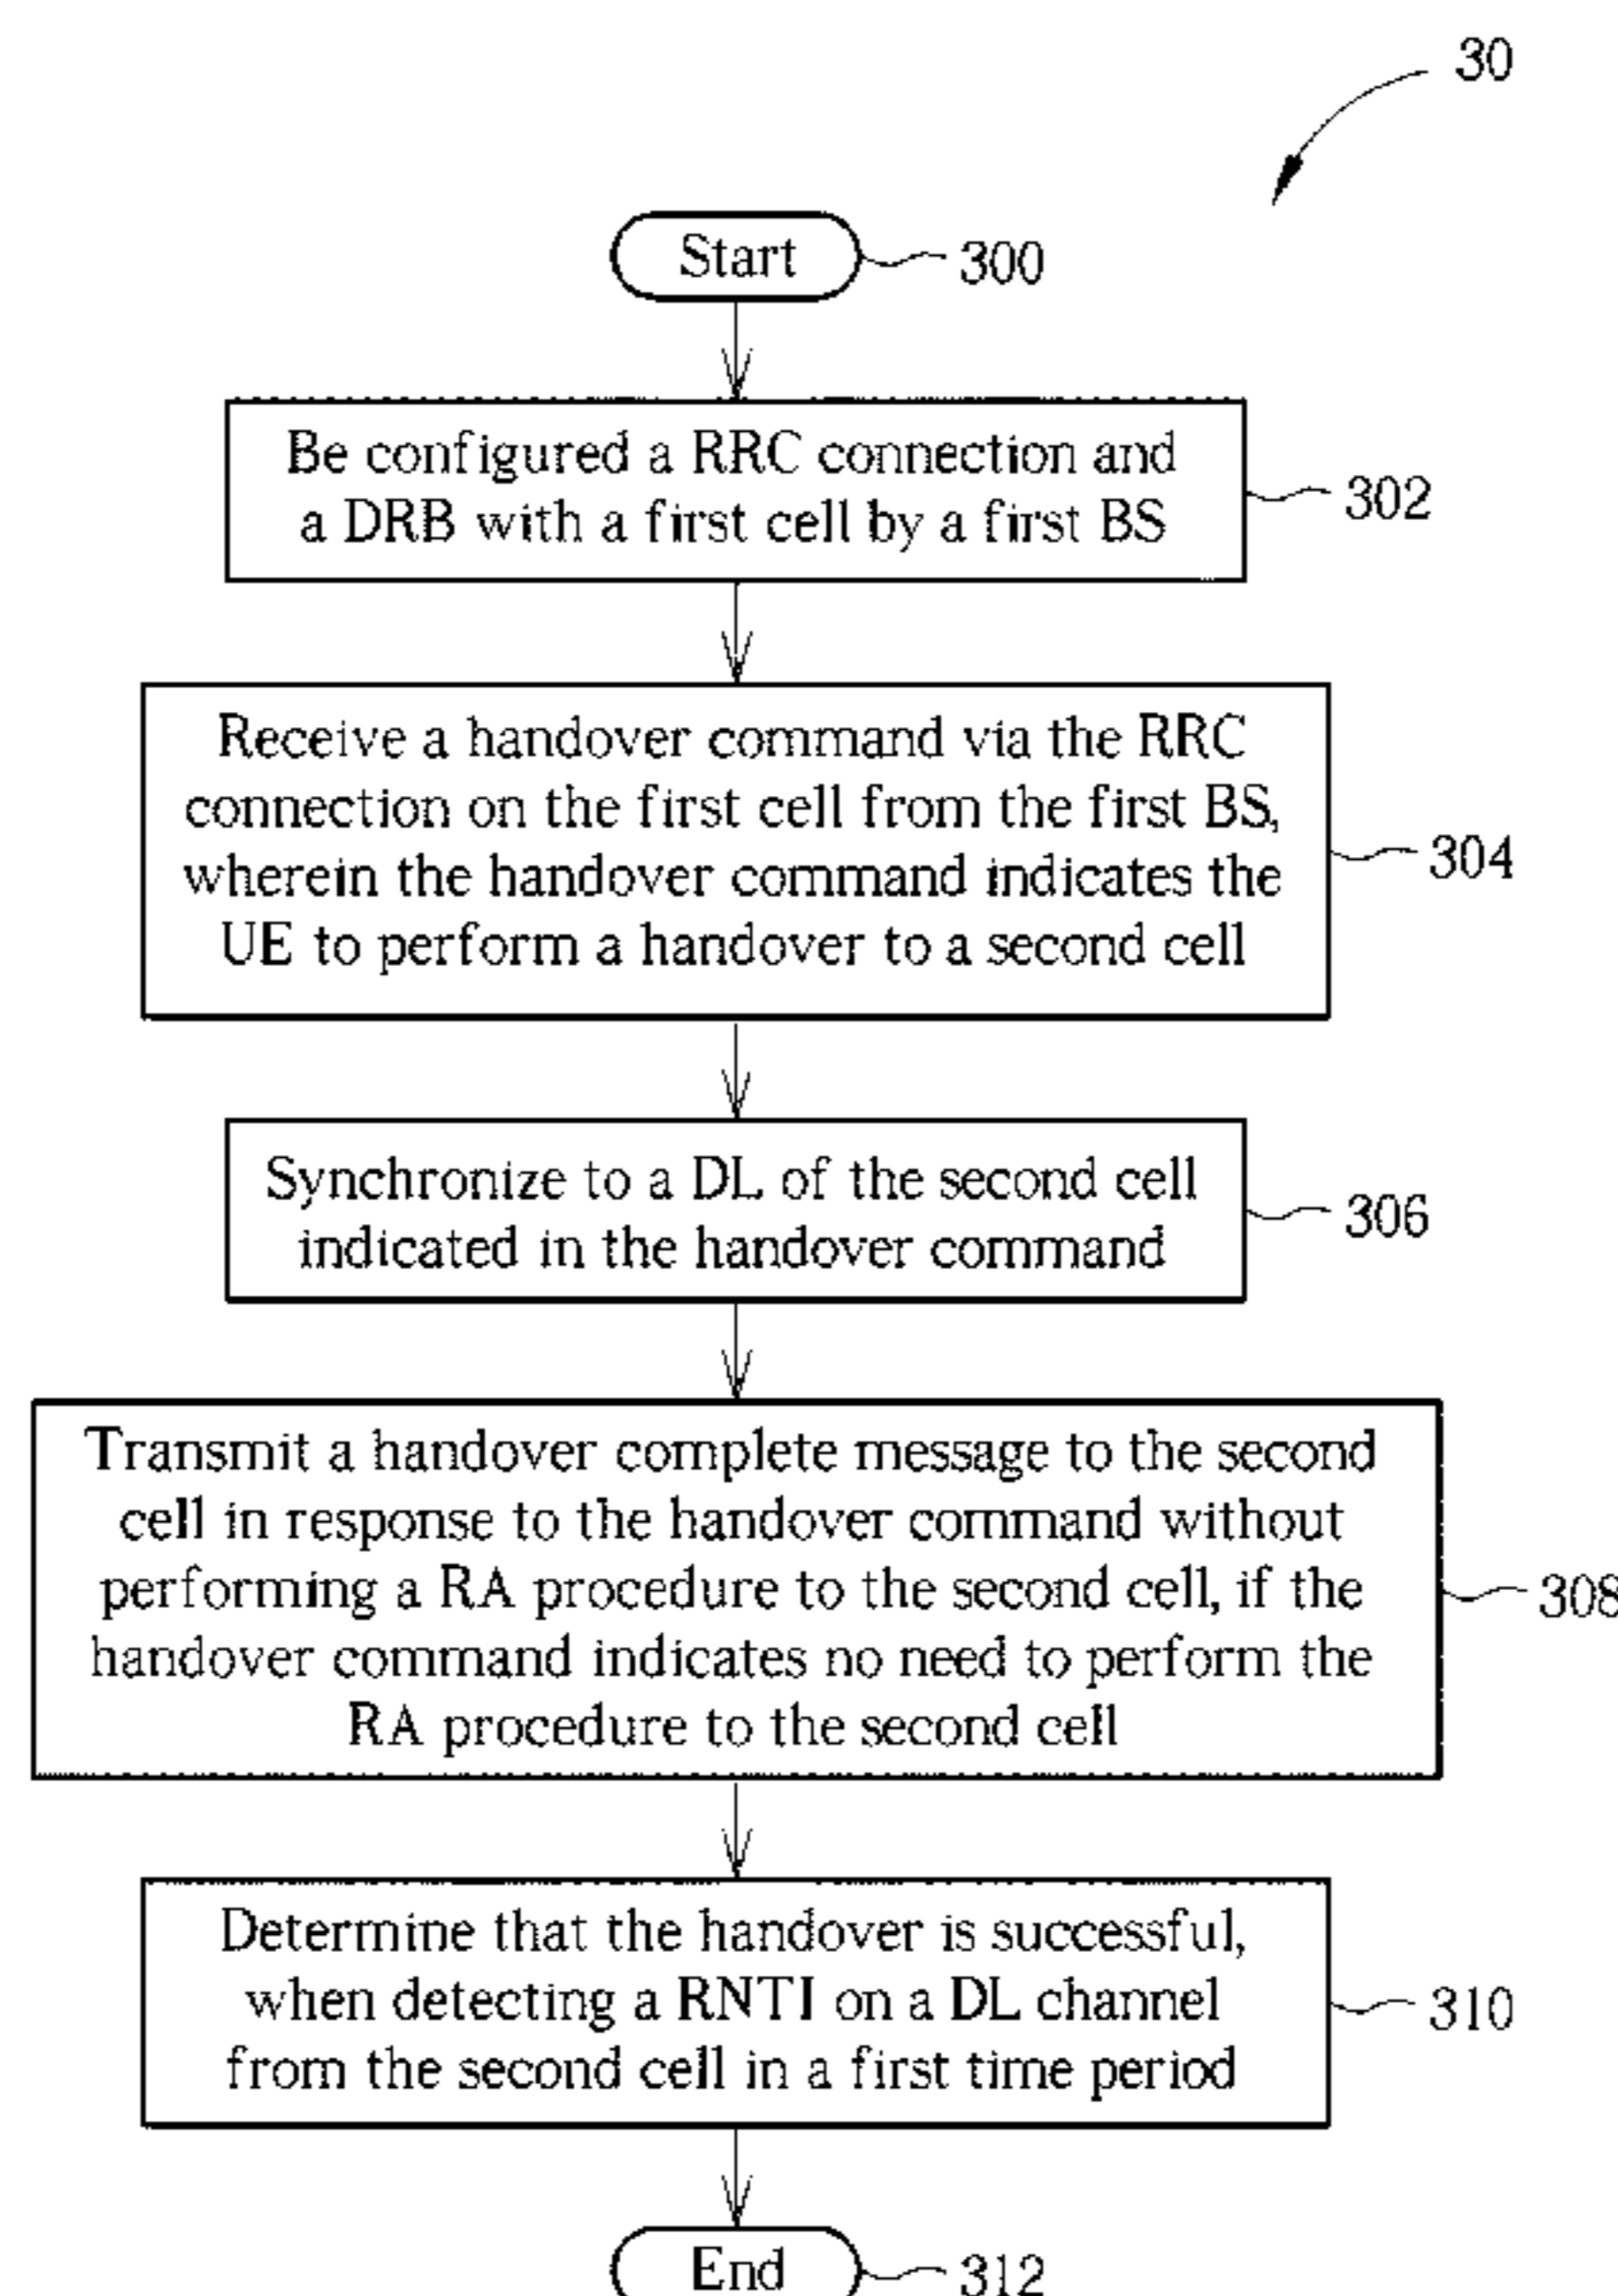 30
Start
300
Be configured a RRC connection and
a DRB with a first cell by a first BS
302
Receive a handover command via the RRC
connection on the first cell from the first BS,
wherein the handover command indicates the
UE to perform a handover to a second cell
304
Synchronize to a DL of the second cell
indicated in the handover command
306
Transmit a handover complete message to the second
cell in response to the handover command without
performing a RA procedure to the second cell, if the
handover command indicates no need to perform the
RA procedure to the second cell
308
Determine that the handover is successful,
when detecting a RNTI on a DL channel
from the second cell in a first time period
310
End
312